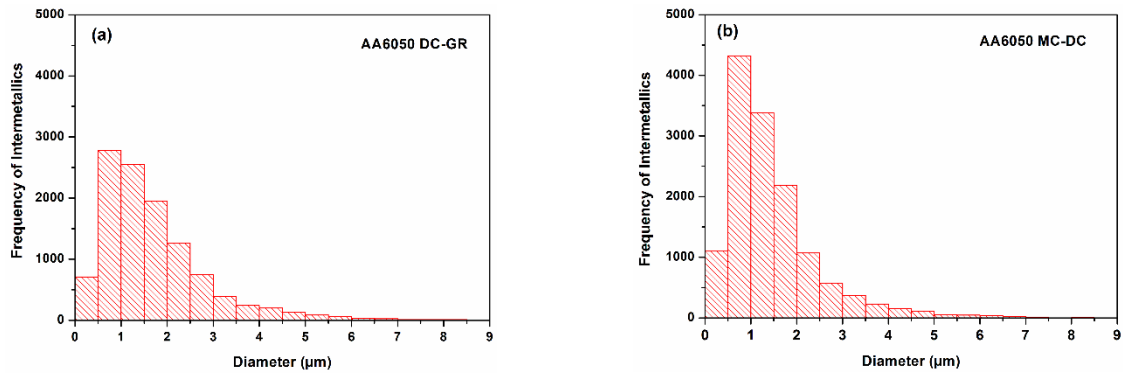 (a)
AA6050 DC-GR
Frequency of Intermetallics
5000
4000
3000
2000
1000
0
0 1 2 3 4 5 6 7 8 9
Diameter (µm)
(b)
AA6050 MC-DC
Frequency of Intermetallics
5000
4000
3000
2000
1000
0
0 1 2 3 4 5 6 7 8 9
Diameter (µm)